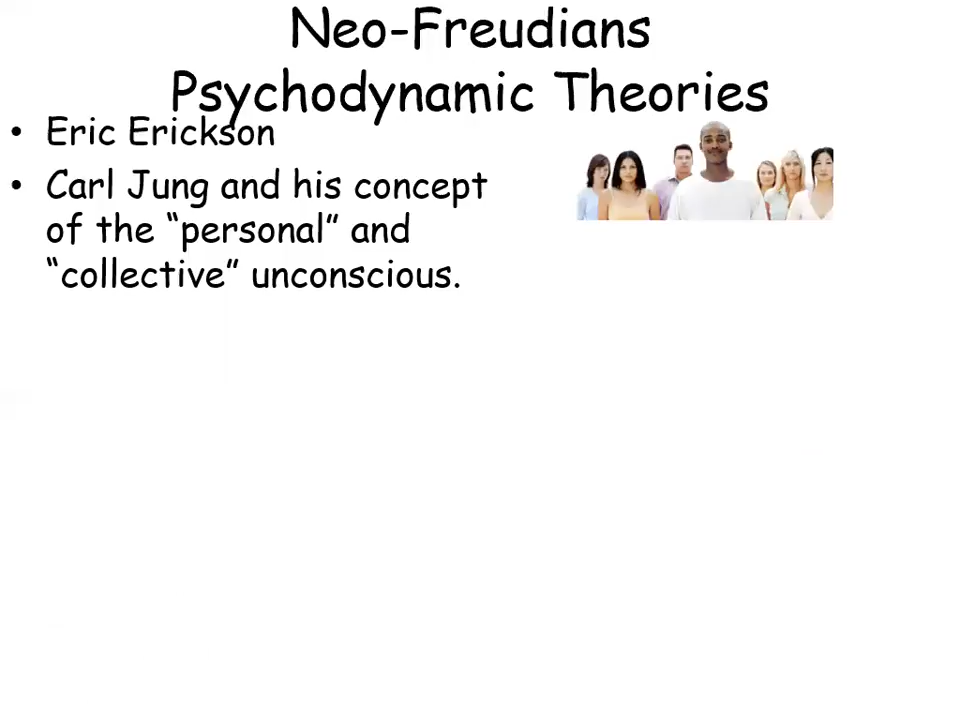 Neo-Freudians
Psychodynamic Theories
• Eric Erickson
• Carl Jung and his concept
of the “personal” and
“collective” unconscious.